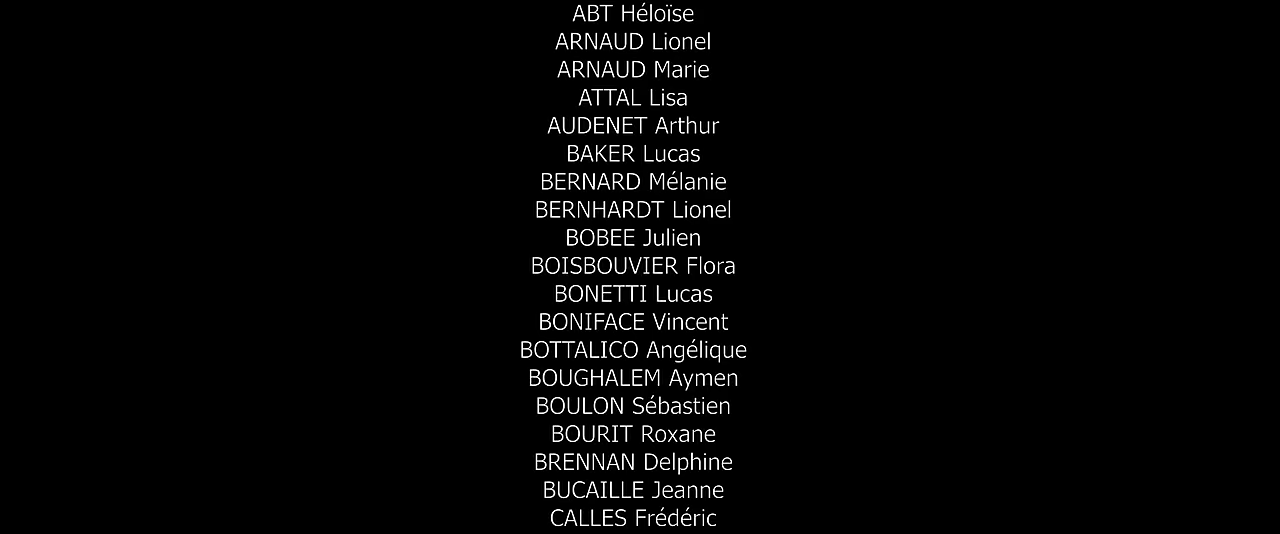 ABT Héloïse
ARNAUD Lionel
ARNAUD Marie
ATTAL Lisa
AUDENET Arthur
BAKER Lucas
BERNARD Mélanie
BERNHARDT Lionel
BOBEE Julien
BOISBOUVIER Flora
BONETTI Lucas
BONIFACE Vincent
BOTTALICO Angélique
BOUGHALEM Aymen
BOULON Sébastien
BOURIT Roxane
BRENNAN Delphine
BUCAILLE Jeanne
CALLES Frédéric